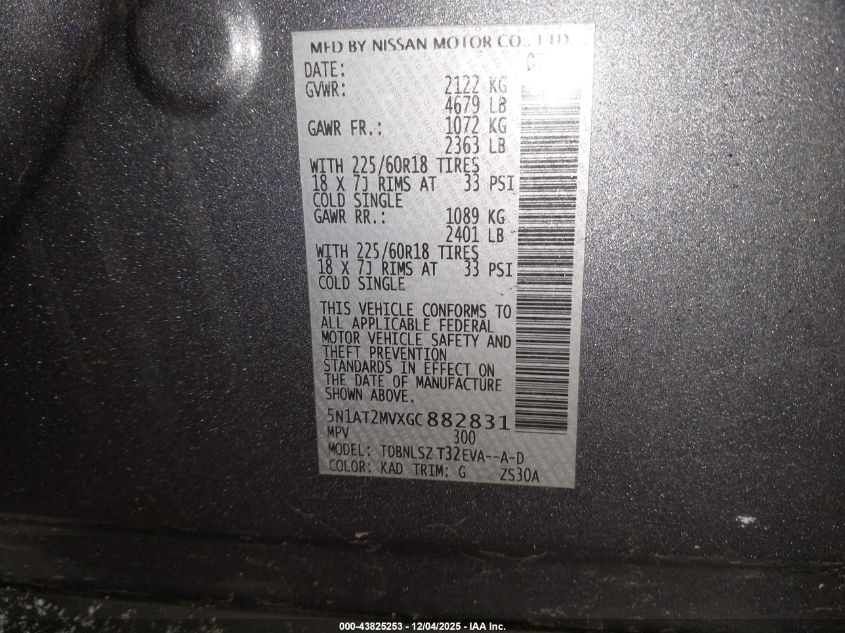 MFD BY NISSAN MOTOR CO., LTD
DATE: 0
GVWR: 2122 KG
4679 LB
GAWR FR.: 1072 KG
2363 LB
WITH 225/60R18 TIRES
18 X 7J RIMS AT 33 PSI
COLD SINGLE
GAWR RR.: 1089 KG
2401 LB
WITH 225/60R18 TIRES
18 X 7J RIMS AT 33 PSI
COLD SINGLE
THIS VEHICLE CONFORMS TO
ALL APPLICABLE FEDERAL
MOTOR VEHICLE SAFETY AND
THEFT PREVENTION
STANDARDS IN EFFECT ON
THE DATE OF MANUFACTURE
SHOWN ABOVE.
5N1AT2MVXGC882831
MPV 300
MODEL: TDBNLSZ T32EVA--A-D
COLOR: KAD TRIM: G ZS30A
000-43825253 - 12/04/2025 - IAA Inc.